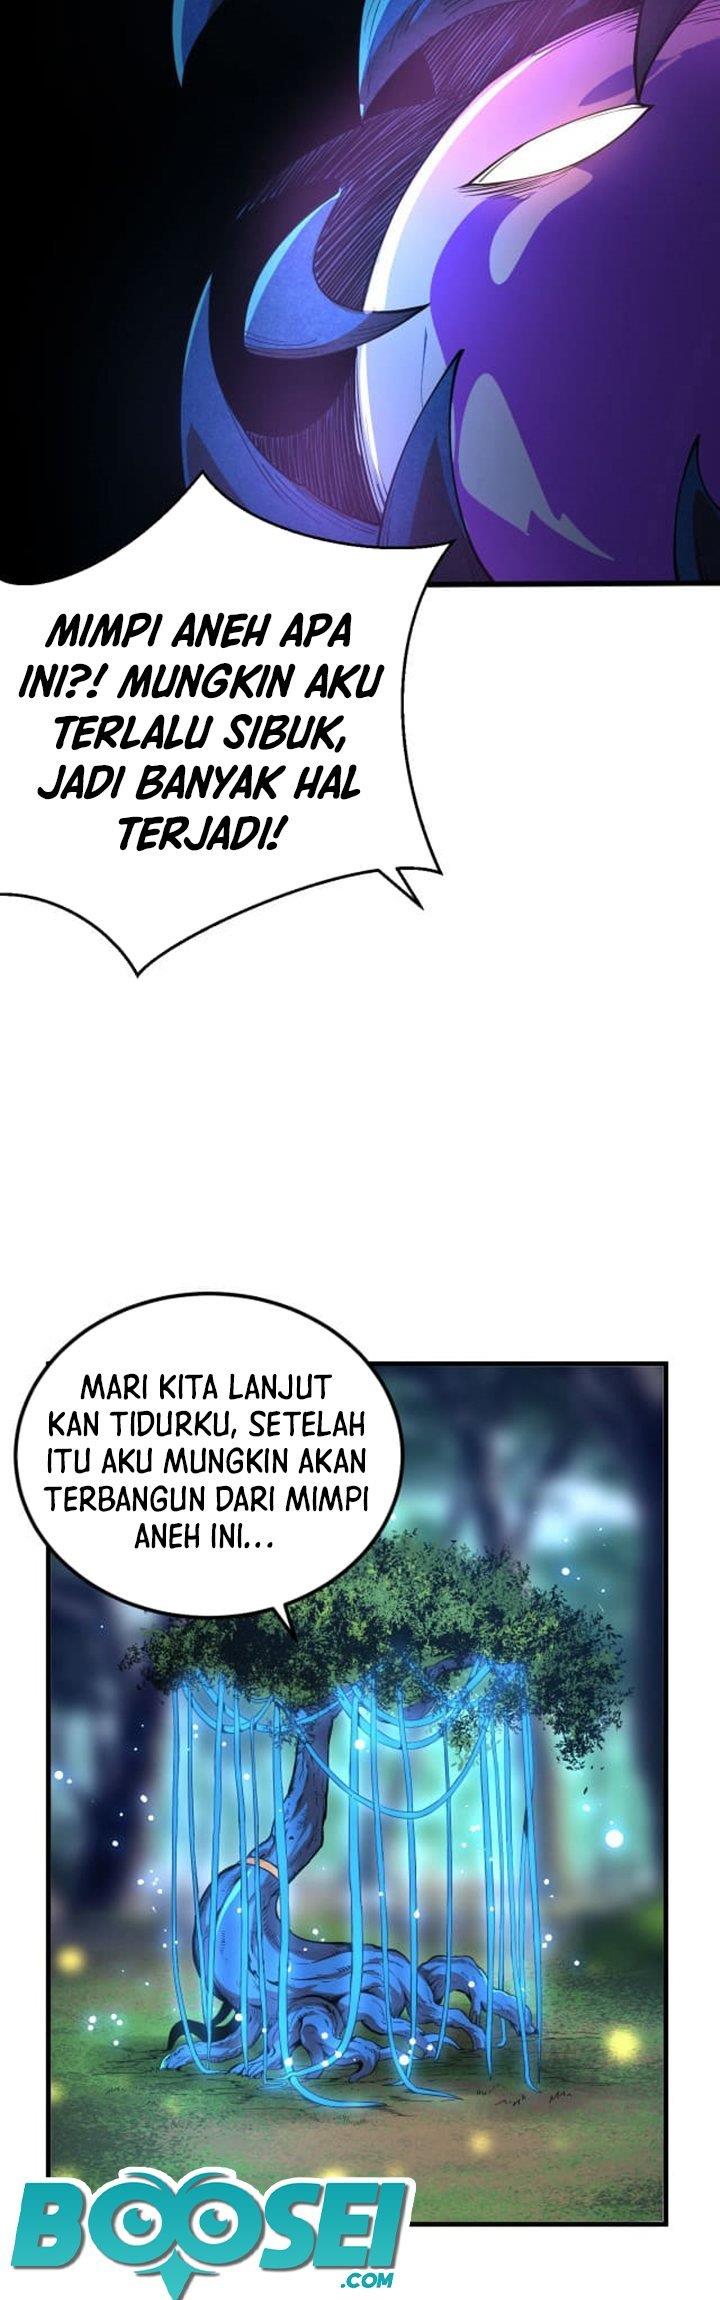 MIMPI ANEH APA
INI?! MUNGKIN AKU
TERLALU SIBUK,
JADI BANYAK HAL
TERJADI!
MARI KITA LANJUT
KAN TIDURKU, SETELAH
ITU AKU MUNGKIN AKAN
TERBANGUN DARI MIMPI
ANEH INI...
BOOSEI
.COM